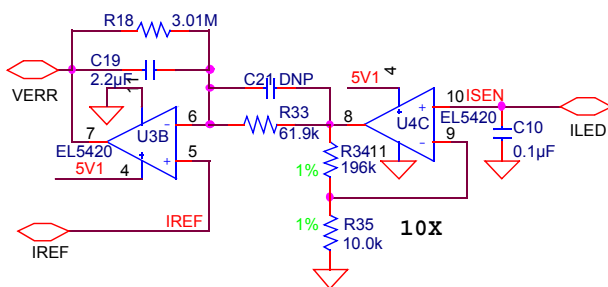 R18 3.01M
C19
2.2µF
VERR
11
C21 DNP
5V1
4
10 ISEN
EL5420
ILED
U3B
6
7
EL5420
R33
61.9k
8
U4C
9
C10
0.1µF
5V1
4
5
1%
R34
196k
11
IREF
IREF
1%
R35
10.0k
10X